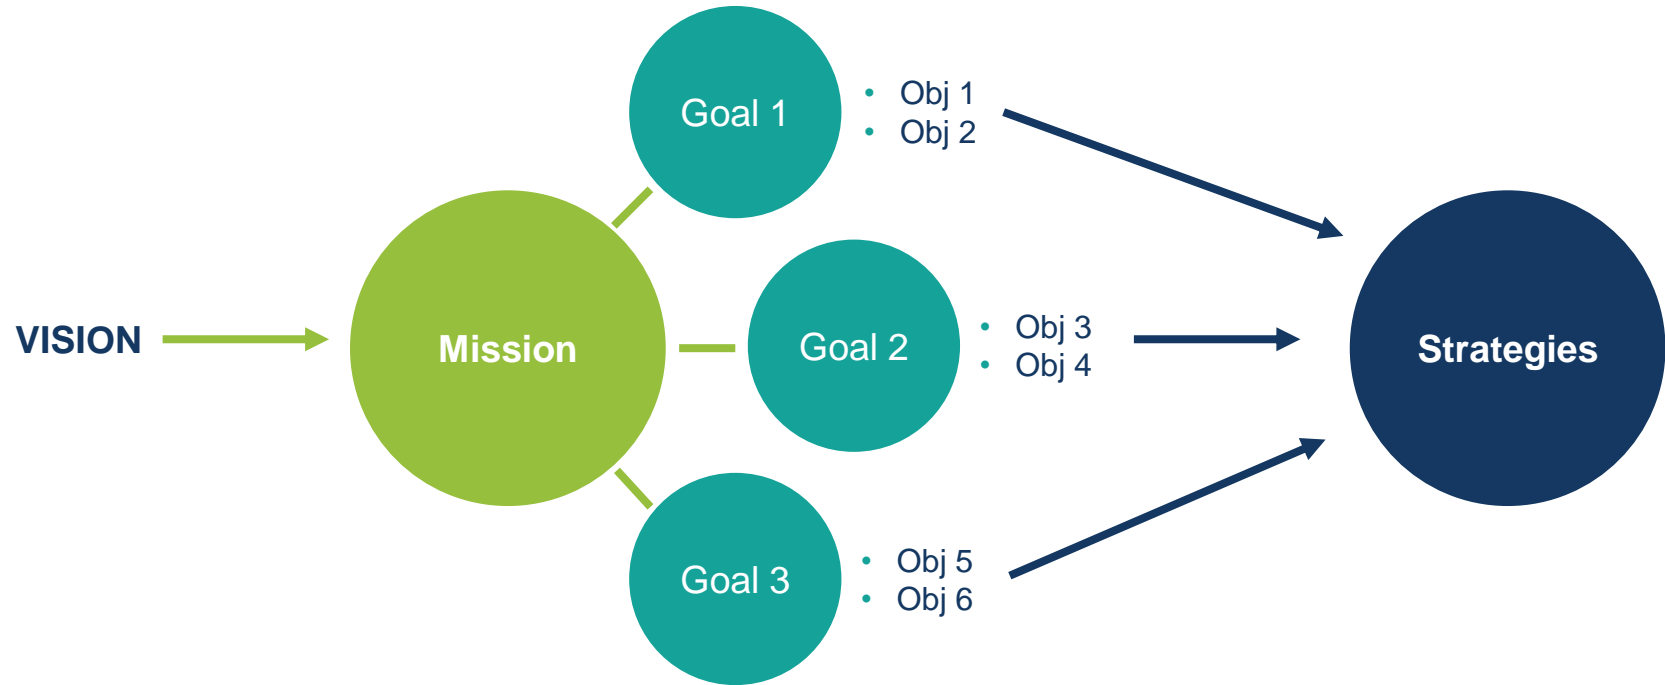 VISION
Mission
Goal 1
• Obj 1
• Obj 2
Goal 2
• Obj 3
• Obj 4
Goal 3
• Obj 5
• Obj 6
Strategies